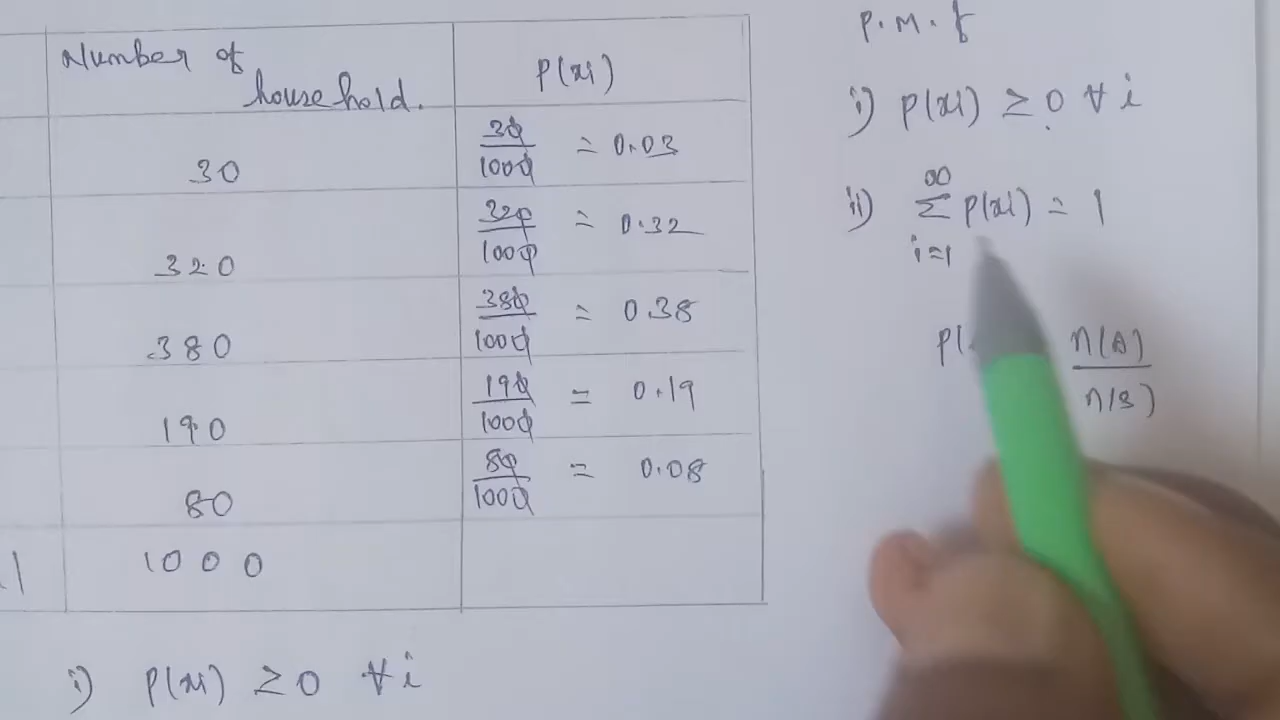 Number of household.
P(xi)
30
30/1000 = 0.03
320
320/1000 = 0.32
380
380/1000 = 0.38
190
190/1000 = 0.19
80
80/1000 = 0.08
1000
i) P(xi) ≥ 0 ∀ i
P.M.f
i) P(xi) ≥ 0 ∀ i
ii) ∞ Σ i=1 P(xi) = 1
P( n(A)/n(S)